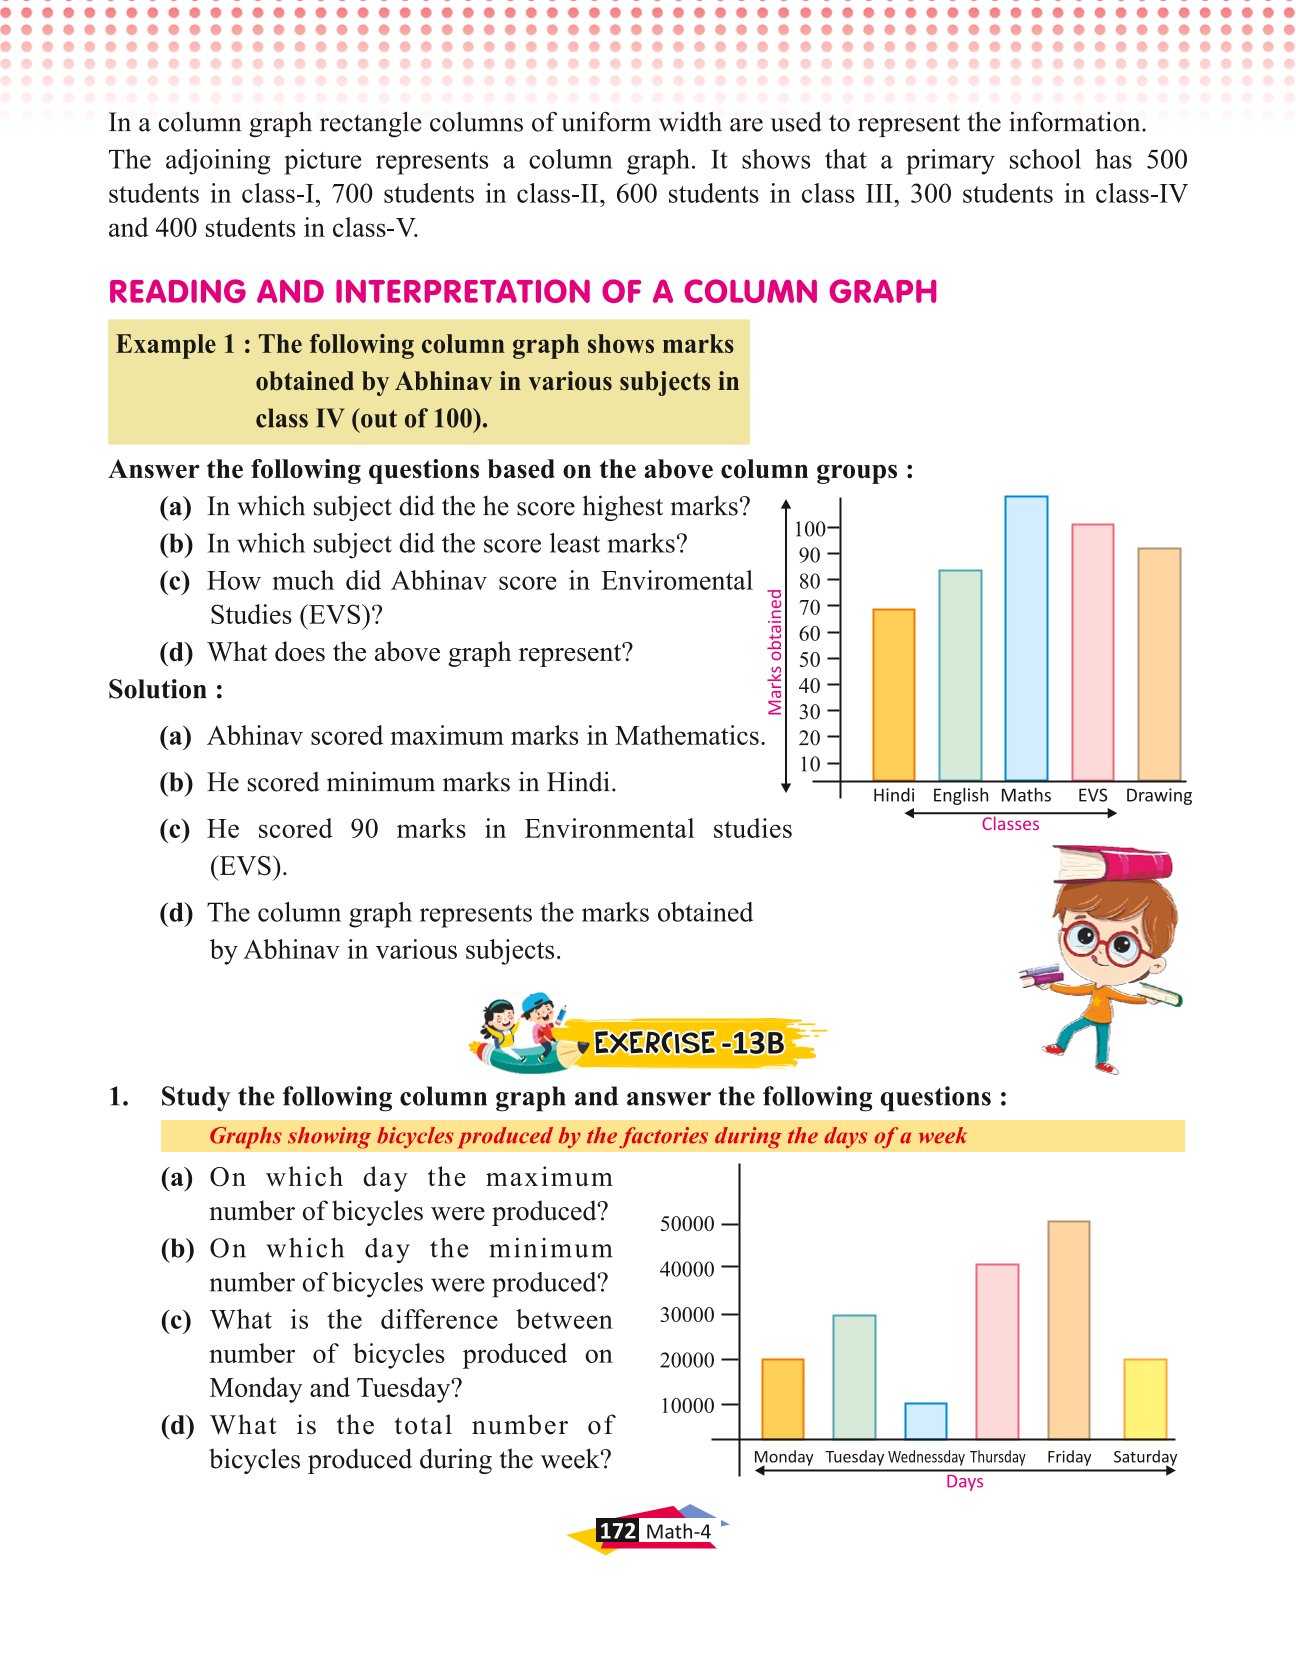 In a column graph rectangle columns of uniform width are used to represent the information.
The adjoining picture represents a column graph. It shows that a primary school has 500
students in class-I, 700 students in class-II, 600 students in class III, 300 students in class-IV
and 400 students in class-V.
READING AND INTERPRETATION OF A COLUMN GRAPH
Example 1 : The following column graph shows marks
obtained by Abhinav in various subjects in
class IV (out of 100).
Answer the following questions based on the above column groups :
(a) In which subject did the he score highest marks?
(b) In which subject did the score least marks?
(c) How much did Abhinav score in Enviromental
Studies (EVS)?
(d) What does the above graph represent?
Solution :
(a) Abhinav scored maximum marks in Mathematics.
(b) He scored minimum marks in Hindi.
(c) He scored 90 marks in Environmental studies
(EVS).
(d) The column graph represents the marks obtained
by Abhinav in various subjects.
Marks obtained
100
90
80
70
60
50
40
30
20
10
Hindi English Maths EVS Drawing
Classes
EXERCISE -13B
1. Study the following column graph and answer the following questions :
Graphs showing bicycles produced by the factories during the days of a week
(a) On which day the maximum
number of bicycles were produced?
(b) On which day the minimum
number of bicycles were produced?
(c) What is the difference between
number of bicycles produced on
Monday and Tuesday?
(d) What is the total number of
bicycles produced during the week?
50000
40000
30000
20000
10000
Monday Tuesday Wednessday Thursday Friday Saturday
Days
172 Math-4